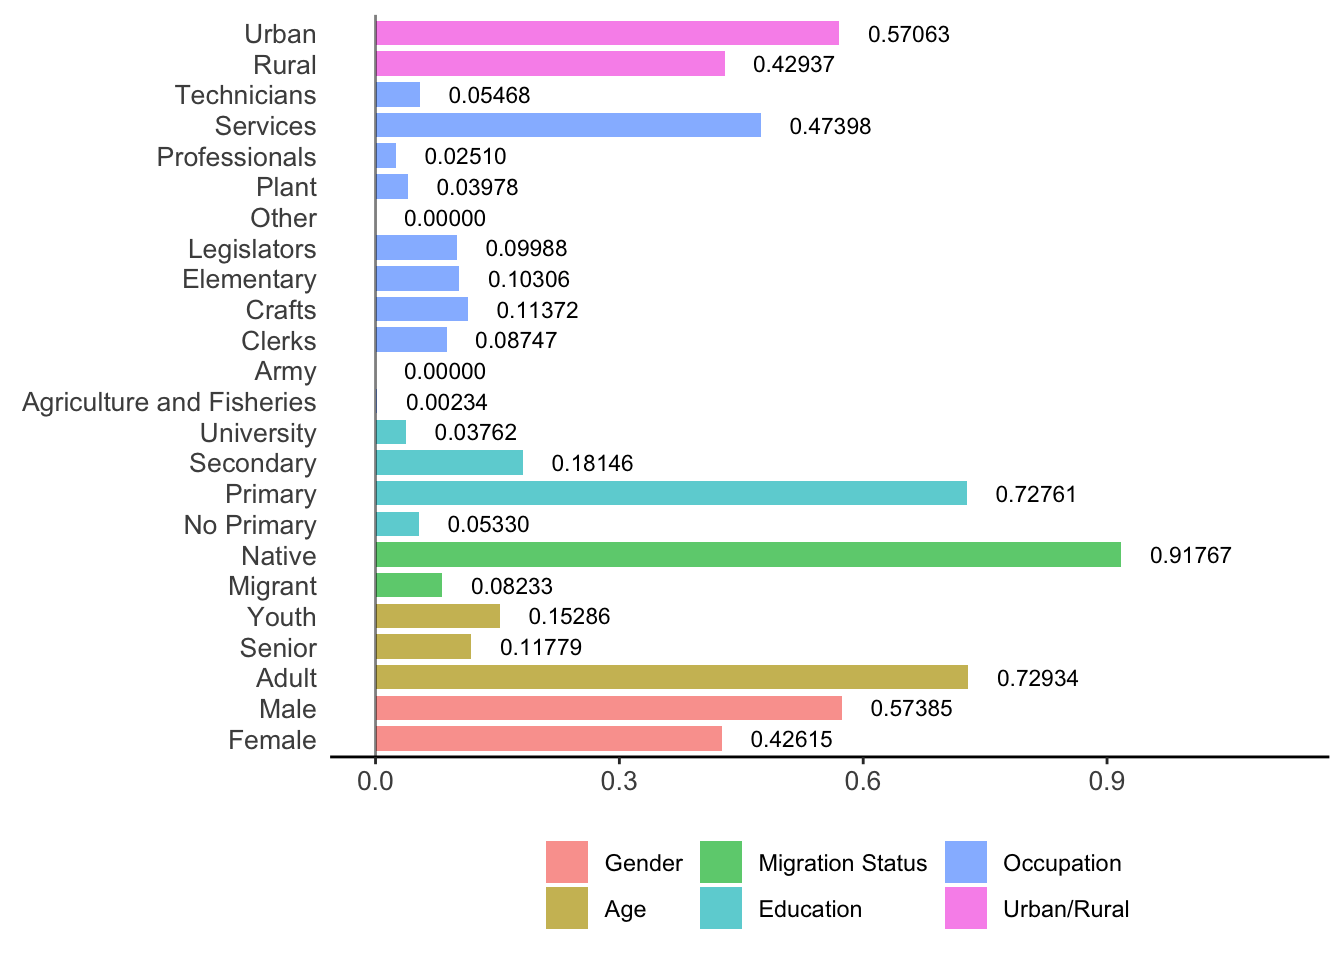 Urban 0.57063
Rural 0.42937
Technicians 0.05468
Services 0.47398
Professionals 0.02510
Plant 0.03978
Other 0.00000
Legislators 0.09988
Elementary 0.10306
Crafts 0.11372
Clerks 0.08747
Army 0.00000
Agriculture and Fisheries 0.00234
University 0.03762
Secondary 0.18146
Primary 0.72761
No Primary 0.05330
Native 0.91767
Migrant 0.08233
Youth 0.15286
Senior 0.11779
Adult 0.72934
Male 0.57385
Female 0.42615
0.0 0.3 0.6 0.9
Gender Migration Status Occupation
Age Education Urban/Rural